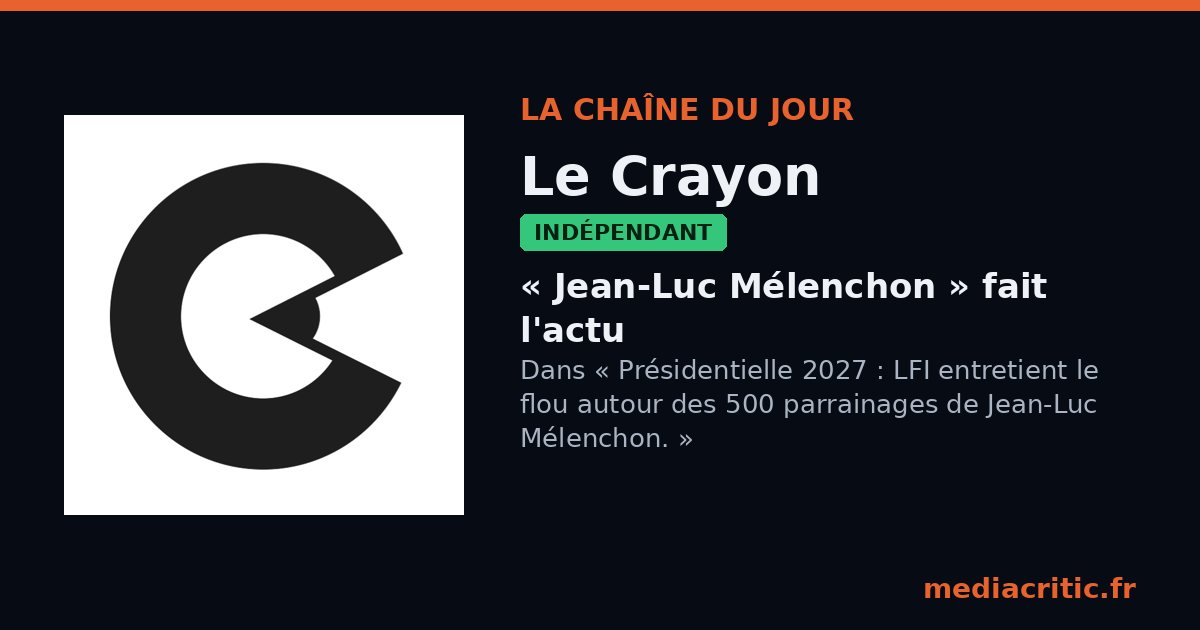 LA CHAÎNE DU JOUR
Le Crayon
INDÉPENDANT
« Jean-Luc Mélenchon » fait
l'actu
Dans « Présidentielle 2027 : LFI entretient le
flou autour des 500 parrainages de Jean-Luc
Mélenchon. »
mediacritic.fr